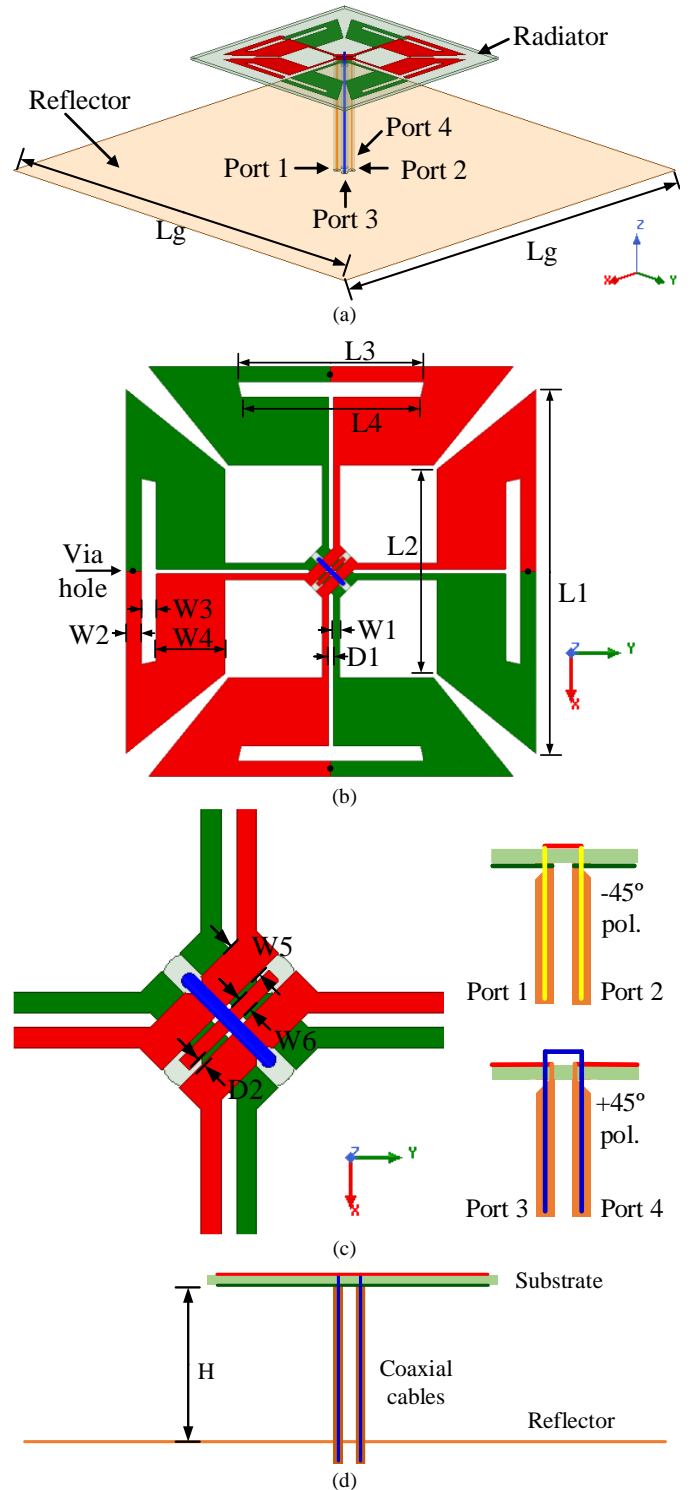 Radiator
Reflector
Port 4
Port 1
Port 2
Port 3
Lg
Lg
Z
X
Y
(a)
L3
L4
Via
hole
L2
L1
W3
W2
W4
W1
D1
Z
Y
X
(b)
W5
-45º
pol.
Port 1
Port 2
W6
D2
+45º
pol.
Z
Y
X
Port 3
Port 4
(c)
Substrate
H
Coaxial
cables
Reflector
(d)